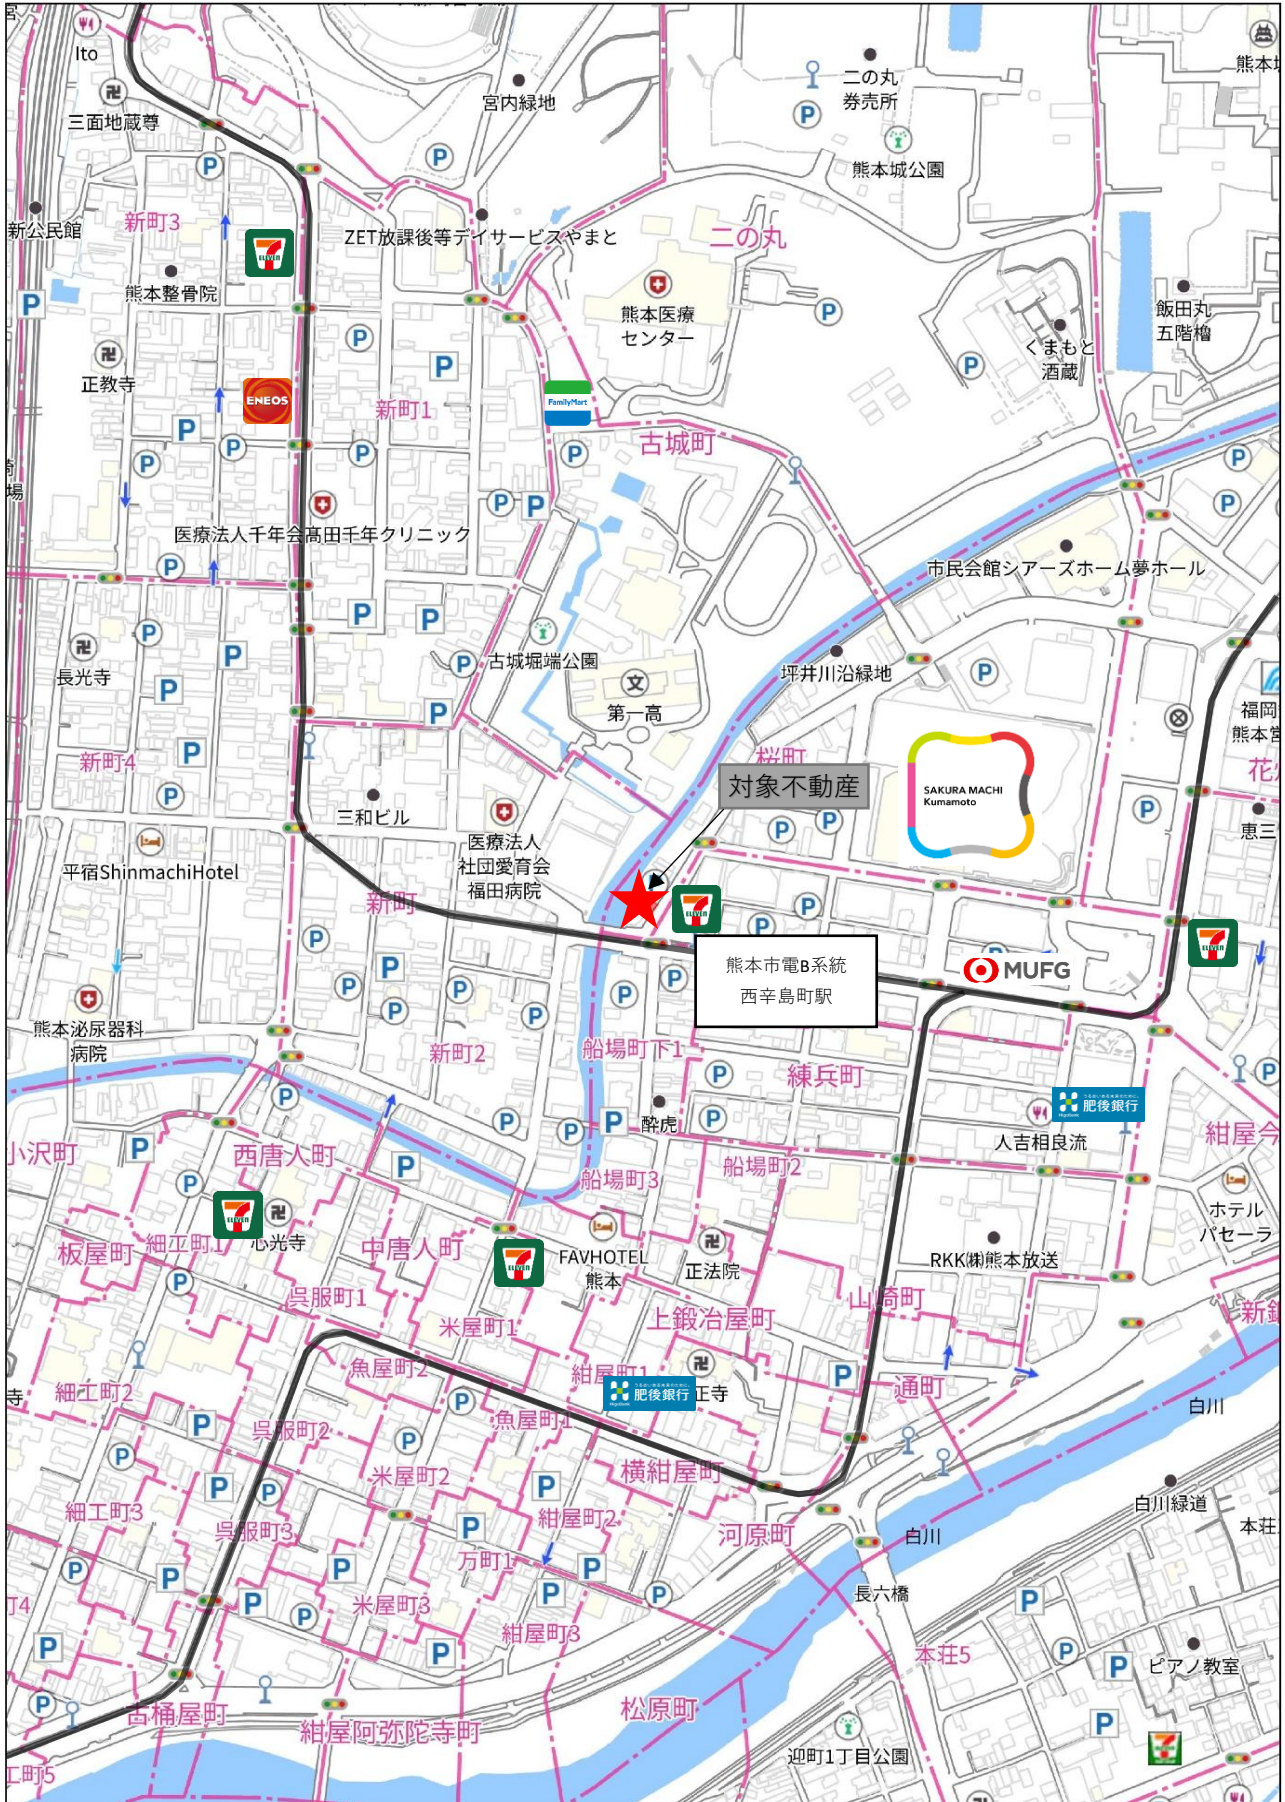 Ito
二の丸
券売所
宮内緑地
三面地蔵尊
熊本城公園
新町3
新公民館
ZET放課後等デイサービスやまと
二の丸
ELEVEN
熊本整骨院
熊本医療
センター
飯田丸
五階櫓
くまもと
酒蔵
正教寺
ENEOS
新町1
FamilyMart
古城町
医療法人千年会髙田千年クリニック
市民会館シアーズホーム夢ホール
長光寺
古城堀端公園
坪井川沿緑地
文
第一高
福岡
新町4
桜町
対象不動産
SAKURA MACHI
Kumamoto
三和ビル
恵三
医療法人
社団愛育会
福田病院
平宿ShinmachiHotel
新町
ELEVEN
ELEVEN
熊本市電B系統
西辛島町駅
MUFG
熊本泌尿器科
病院
新町2
船場町下1
練兵町
肥後銀行
酔虎
人吉相良流
紺屋今
小沢町
西唐人町
船場町3
船場町2
ELEVEN
心光寺
ホテル
パセーラ
板屋町
細工町1
中唐人町
ELEVEN
FAVHOTEL
熊本
正法院
RKK㈱熊本放送
呉服町1
米屋町1
上鍛冶屋町
山崎町
魚屋町2
紺屋町1
肥後銀行
正寺
通町
細工町2
寺
白川
呉服町2
魚屋町1
米屋町2
横紺屋町
細工町3
呉服町3
紺屋町2
河原町
白川
白川緑道
本荘
万町1
長六橋
米屋町3
紺屋町3
本荘5
ピアノ教室
古桶屋町
紺屋阿弥陀寺町
松原町
迎町1丁目公園